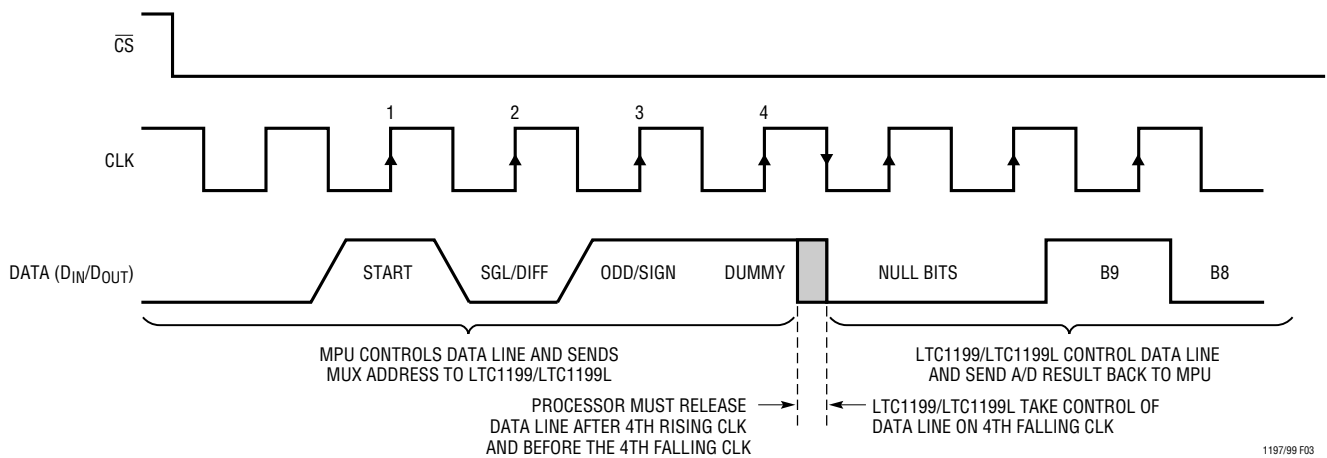 CS
1 2 3 4
CLK
DATA (DIN/DOUT)
START SGL/DIFF ODD/SIGN DUMMY NULL BITS B9 B8
MPU CONTROLS DATA LINE AND SENDS
MUX ADDRESS TO LTC1199/LTC1199L
LTC1199/LTC1199L CONTROL DATA LINE
AND SEND A/D RESULT BACK TO MPU
PROCESSOR MUST RELEASE
DATA LINE AFTER 4TH RISING CLK
AND BEFORE THE 4TH FALLING CLK
LTC1199/LTC1199L TAKE CONTROL OF
DATA LINE ON 4TH FALLING CLK
1197/99 F03